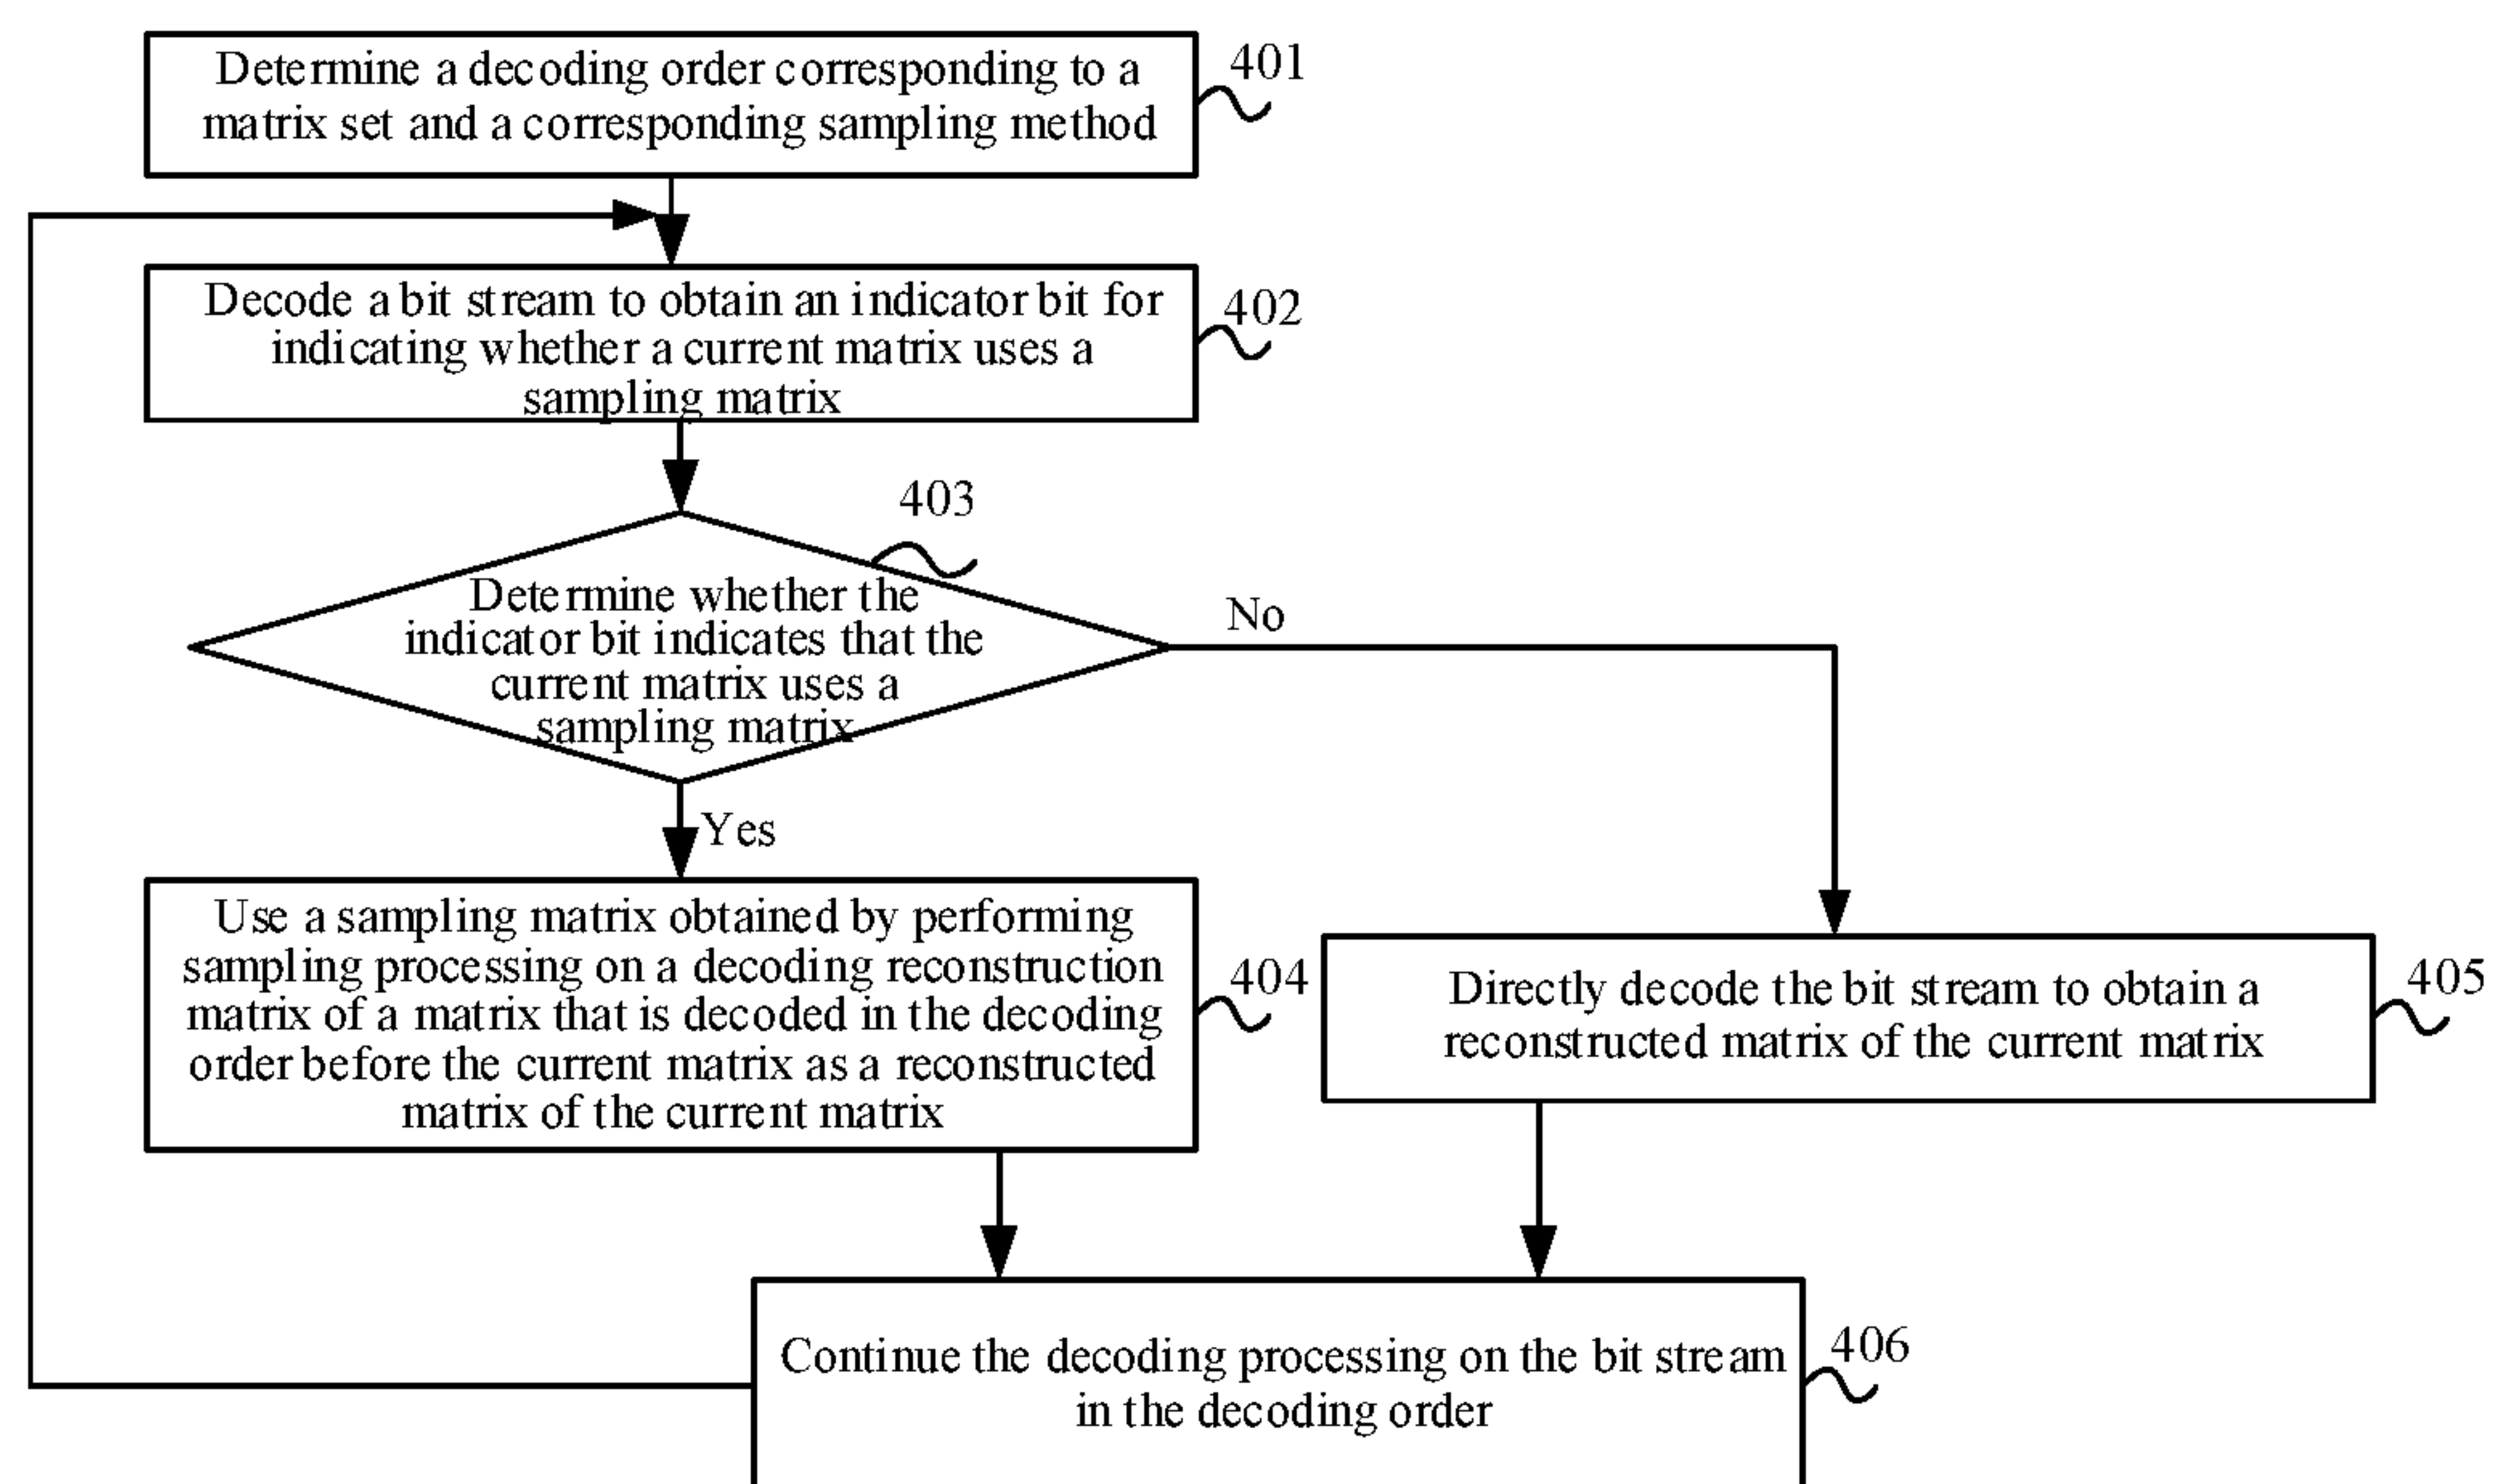 Determine a decoding order corresponding to a
matrix set and a corresponding sampling method
401
Decode a bit stream to obtain an indicator bit for
indicating whether a current matrix uses a
sampling matrix
402
403
Determine whether the
indicator bit indicates that the
current matrix uses a
sampling matrix
No
Yes
Use a sampling matrix obtained by performing
sampling processing on a decoding reconstruction
matrix of a matrix that is decoded in the decoding
order before the current matrix as a reconstructed
matrix of the current matrix
404
Directly decode the bit stream to obtain a
reconstructed matrix of the current matrix
405
Continue the decoding processing on the bit stream
in the decoding order
406